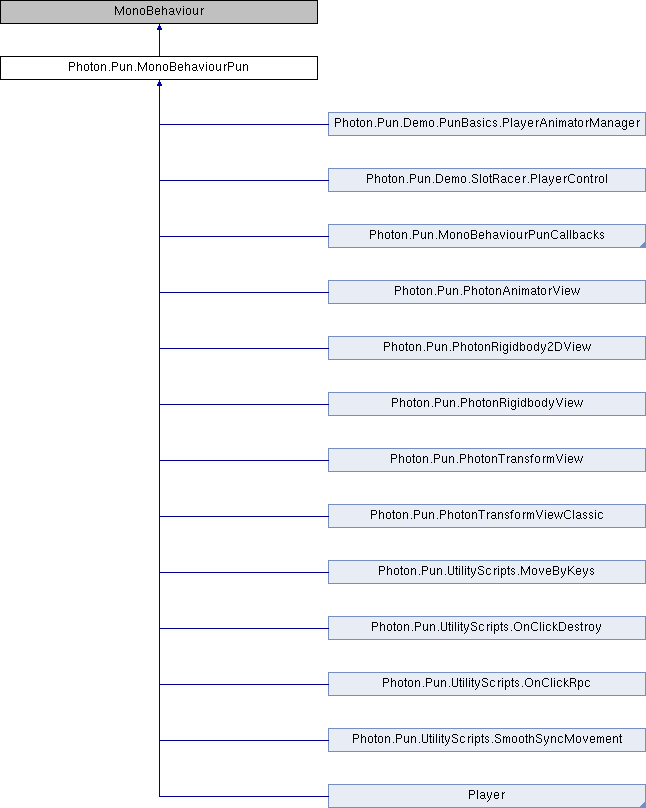 MonoBehaviour
Photon.Pun.MonoBehaviourPun
Photon.Pun.Demo.PunBasics.PlayerAnimatorManager
Photon.Pun.Demo.SlotRacer.PlayerControl
Photon.Pun.MonoBehaviourPunCallbacks
Photon.Pun.PhotonAnimatorView
Photon.Pun.PhotonRigidbody2DView
Photon.Pun.PhotonRigidbodyView
Photon.Pun.PhotonTransformView
Photon.Pun.PhotonTransformViewClassic
Photon.Pun.UtilityScripts.MoveByKeys
Photon.Pun.UtilityScripts.OnClickDestroy
Photon.Pun.UtilityScripts.OnClickRpc
Photon.Pun.UtilityScripts.SmoothSyncMovement
Player